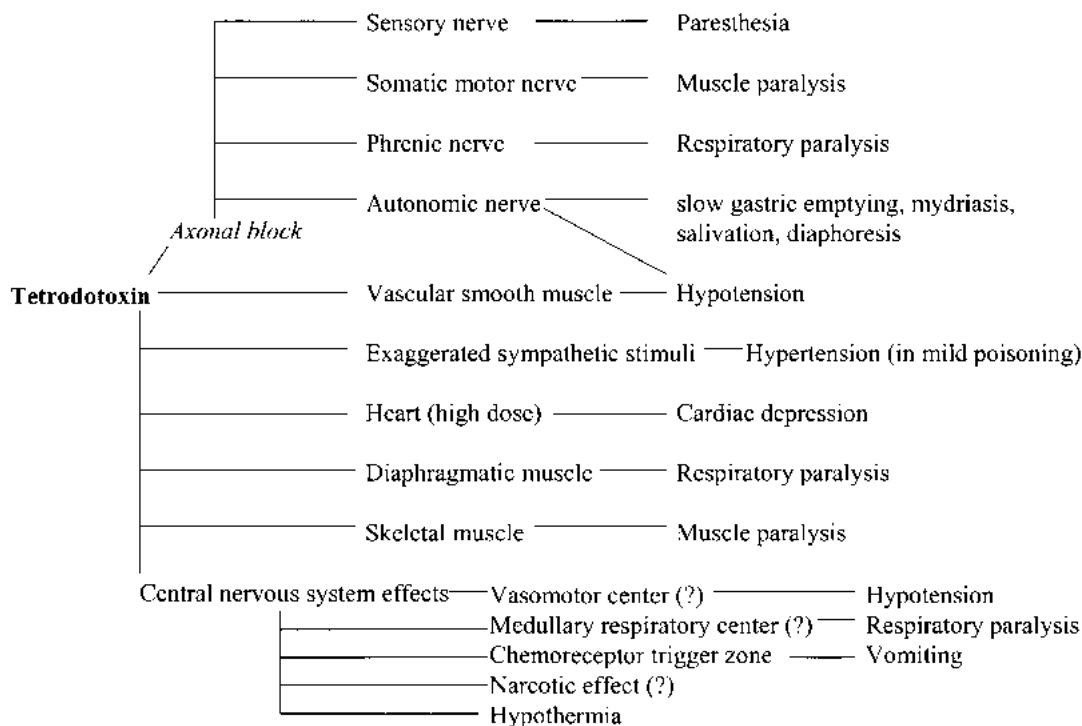 Sensory nerve Paresthesia
Somatic motor nerve Muscle paralysis
Phrenic nerve Respiratory paralysis
Autonomic nerve slow gastric emptying, mydriasis,
salivation, diaphoresis
Axonal block
Tetrodotoxin Vascular smooth muscle Hypotension
Exaggerated sympathetic stimuli Hypertension (in mild poisoning)
Heart (high dose) Cardiac depression
Diaphragmatic muscle Respiratory paralysis
Skeletal muscle Muscle paralysis
Central nervous system effects Vasomotor center (?) Hypotension
Medullary respiratory center (?) Respiratory paralysis
Chemoreceptor trigger zone Vomiting
Narcotic effect (?)
Hypothermia